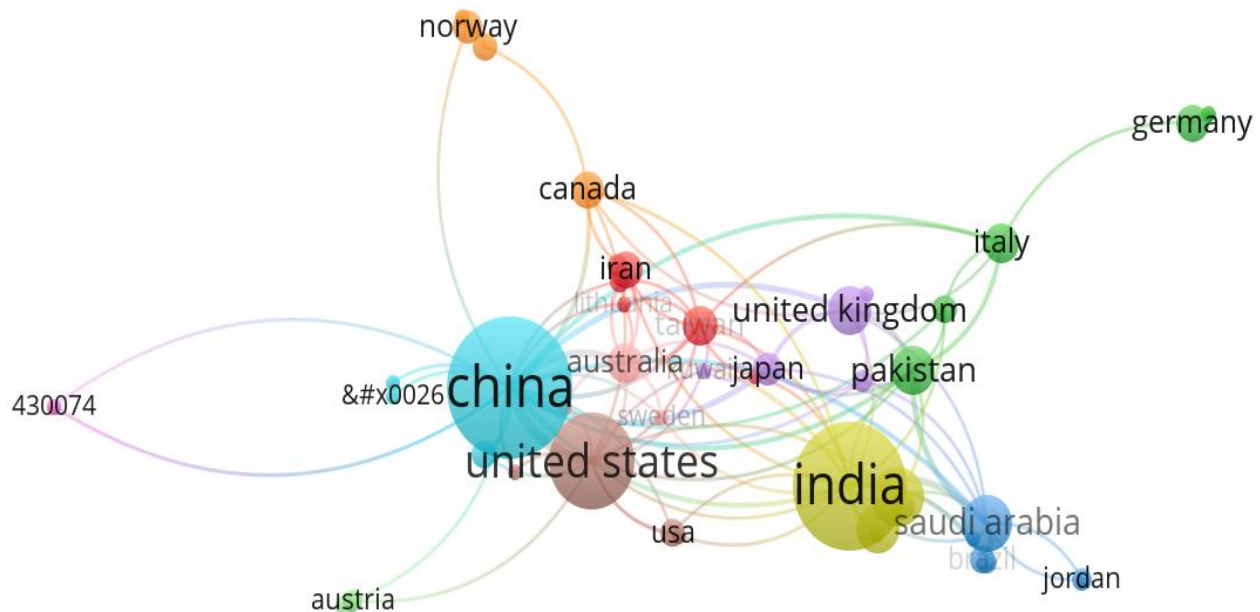 norway
germany
canada
italy
iran
lithuania
united kingdom
taiwan
australia
kuwait
japan
pakistan
china
&#x0026
430074
sweden
united states
india
saudi arabia
usa
brazil
jordan
austria